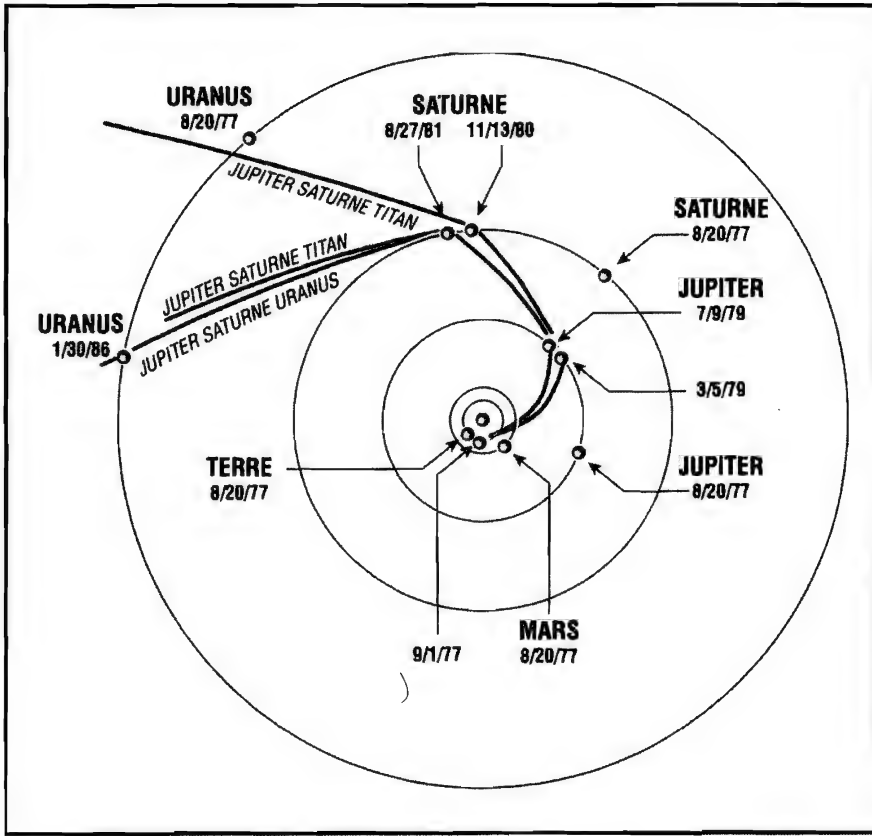 URANUS
8/20/77
SATURNE
8/27/81 11/13/80
JUPITER SATURNE TITAN
SATURNE
8/20/77
JUPITER SATURNE TITAN
JUPITER SATURNE URANUS
JUPITER
7/9/79
URANUS
1/30/86
3/5/79
TERRE
8/20/77
JUPITER
8/20/77
9/1/77
MARS
8/20/77